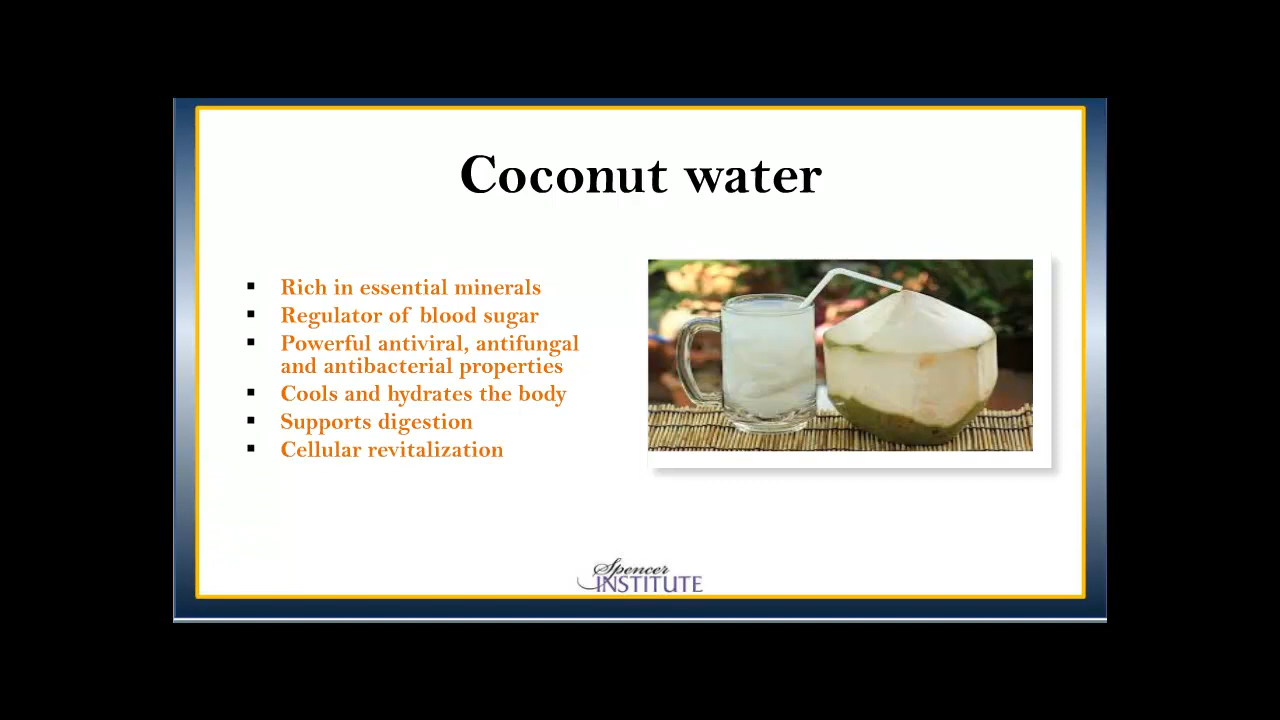 Coconut water
▪ Rich in essential minerals
▪ Regulator of blood sugar
▪ Powerful antiviral, antifungal
and antibacterial properties
▪ Cools and hydrates the body
▪ Supports digestion
▪ Cellular revitalization
Spencer
INSTITUTE